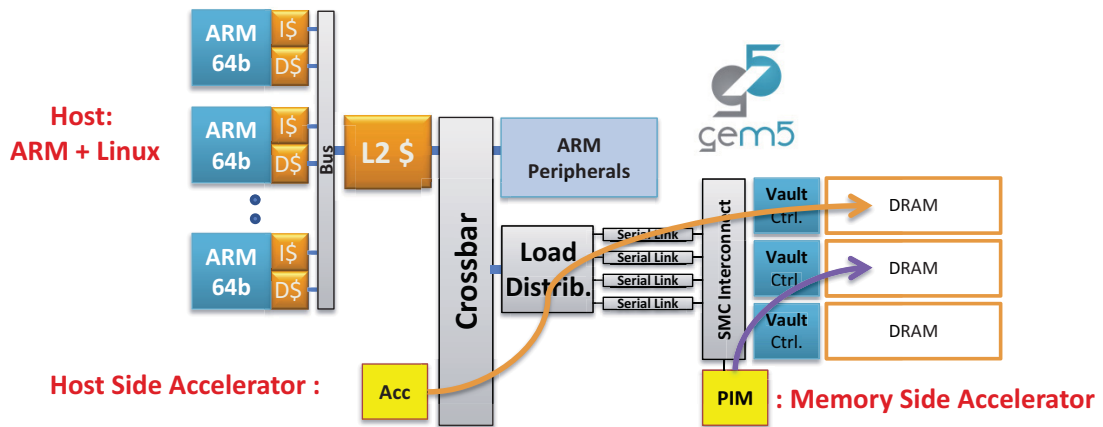 ARM
64b
I$
D$
ARM
64b
I$
D$
ARM
64b
I$
D$
Host:
ARM + Linux
Bus
L2 $
Crossbar
ARM
Peripherals
gem5
Load
Distrib.
Serial Link
Serial Link
Serial Link
Serial Link
SMC Interconnect
Vault
Ctrl.
DRAM
Vault
Ctrl.
DRAM
Vault
Ctrl.
DRAM
Host Side Accelerator :
Acc
PIM
: Memory Side Accelerator